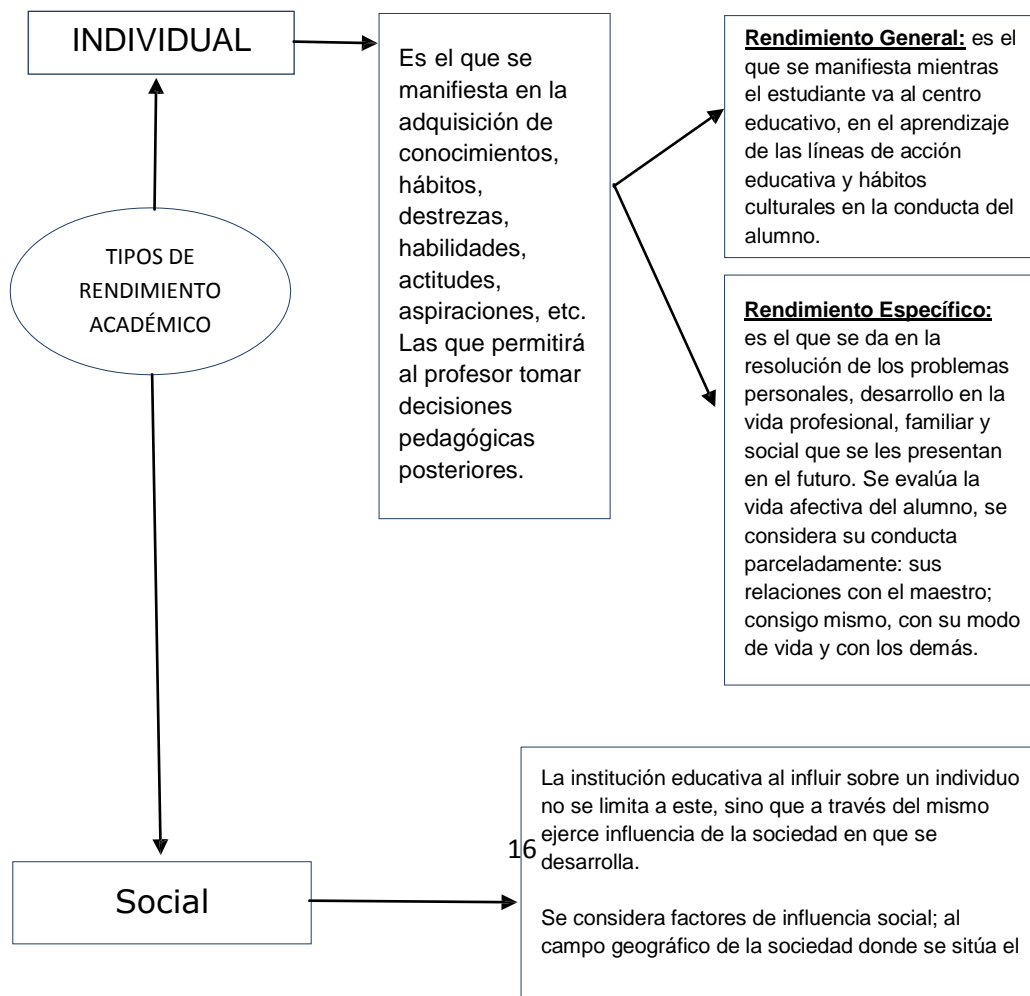 INDIVIDUAL
Es el que se
manifiesta en la
adquisición de
conocimientos,
hábitos,
destrezas,
habilidades,
actitudes,
aspiraciones, etc.
Las que permitirá
al profesor tomar
decisiones
pedagógicas
posteriores.
Rendimiento General: es el
que se manifiesta mientras
el estudiante va al centro
educativo, en el aprendizaje
de las líneas de acción
educativa y hábitos
culturales en la conducta del
alumno.
TIPOS DE
RENDIMIENTO
ACADÉMICO
Rendimiento Específico:
es el que se da en la
resolución de los problemas
personales, desarrollo en la
vida profesional, familiar y
social que se les presentan
en el futuro. Se evalúa la
vida afectiva del alumno, se
considera su conducta
parceladamente: sus
relaciones con el maestro;
consigo mismo, con su modo
de vida y con los demás.
Social
La institución educativa al influir sobre un individuo
no se limita a este, sino que a través del mismo
ejerce influencia de la sociedad en que se
desarrolla.
Se considera factores de influencia social; al
campo geográfico de la sociedad donde se sitúa el
16